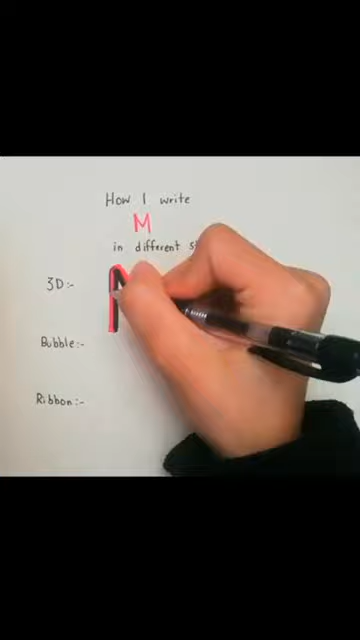 How I write
M
in different
3D:-
Bubble:-
Ribbon:-